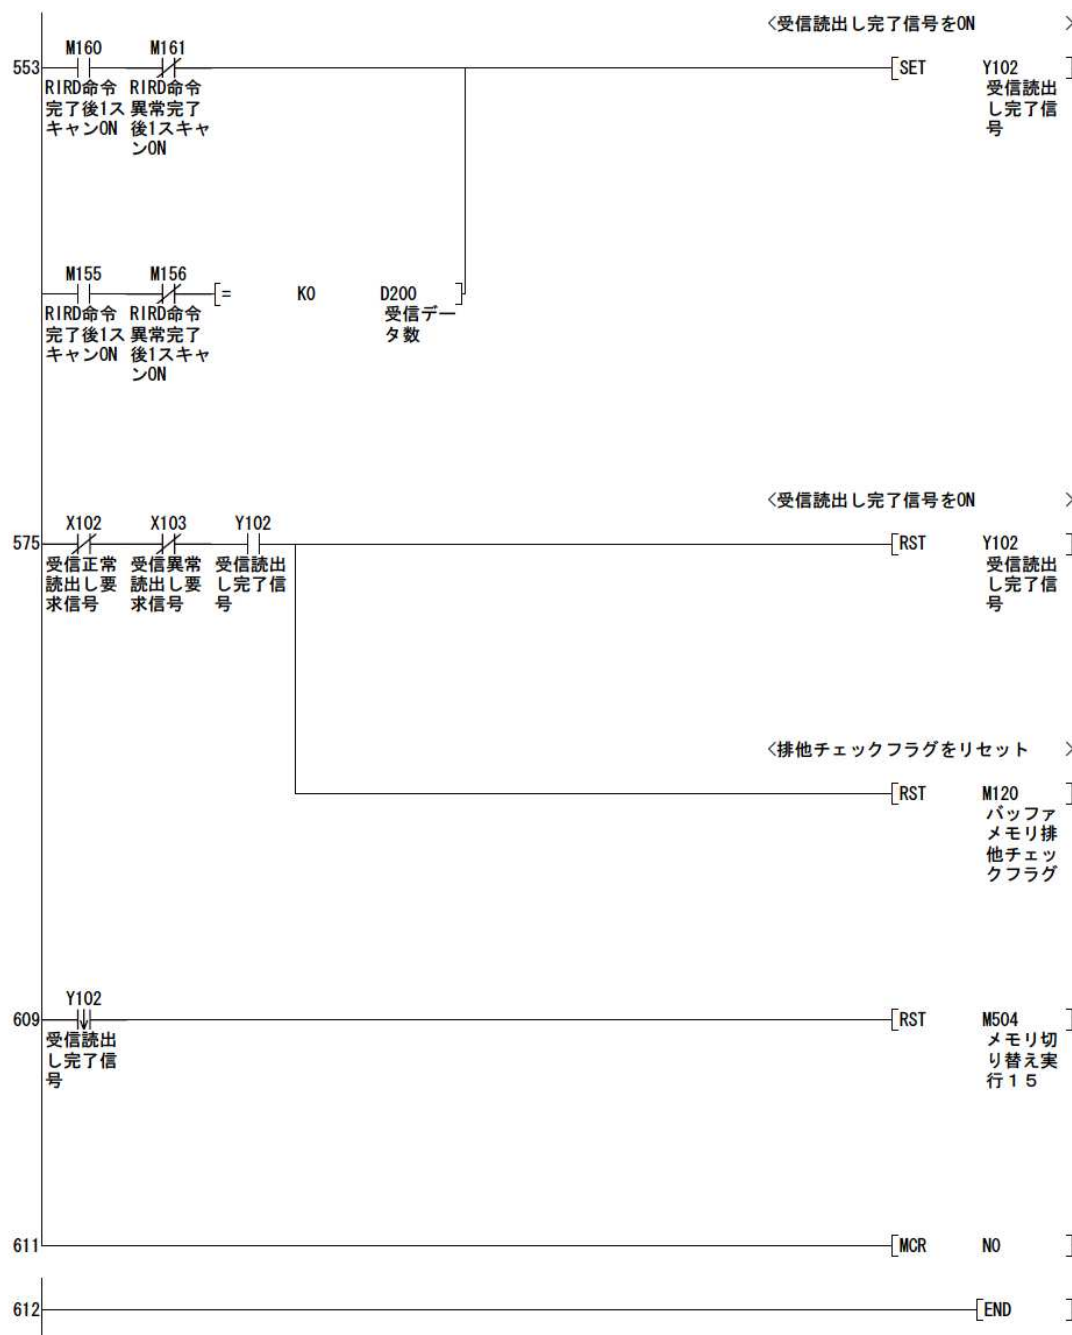 <受信読出し完了信号をON >
M160 M161
553 [SET Y102 ]
RIRD命令 RIRD命令 受信読出
完了後1ス 異常完了 し完了信
キャンON 後1スキャ 号
ンON
M155 M156
[= K0 D200 ]
RIRD命令 RIRD命令 受信デー
完了後1ス 異常完了 タ数
キャンON 後1スキャ
ンON
<受信読出し完了信号をON >
X102 X103 Y102
575 [RST Y102 ]
受信正常 受信異常 受信読出 受信読出
読出し要 読出し要 し完了信 し完了信
求信号 求信号 号 号
<排他チェックフラグをリセット >
[RST M120 ]
バッファ
メモリ排
他チェッ
クフラグ
Y102
609 [RST M504 ]
受信読出 メモリ切
し完了信 り替え実
号 行15
611 [MCR N0 ]
612 [END ]